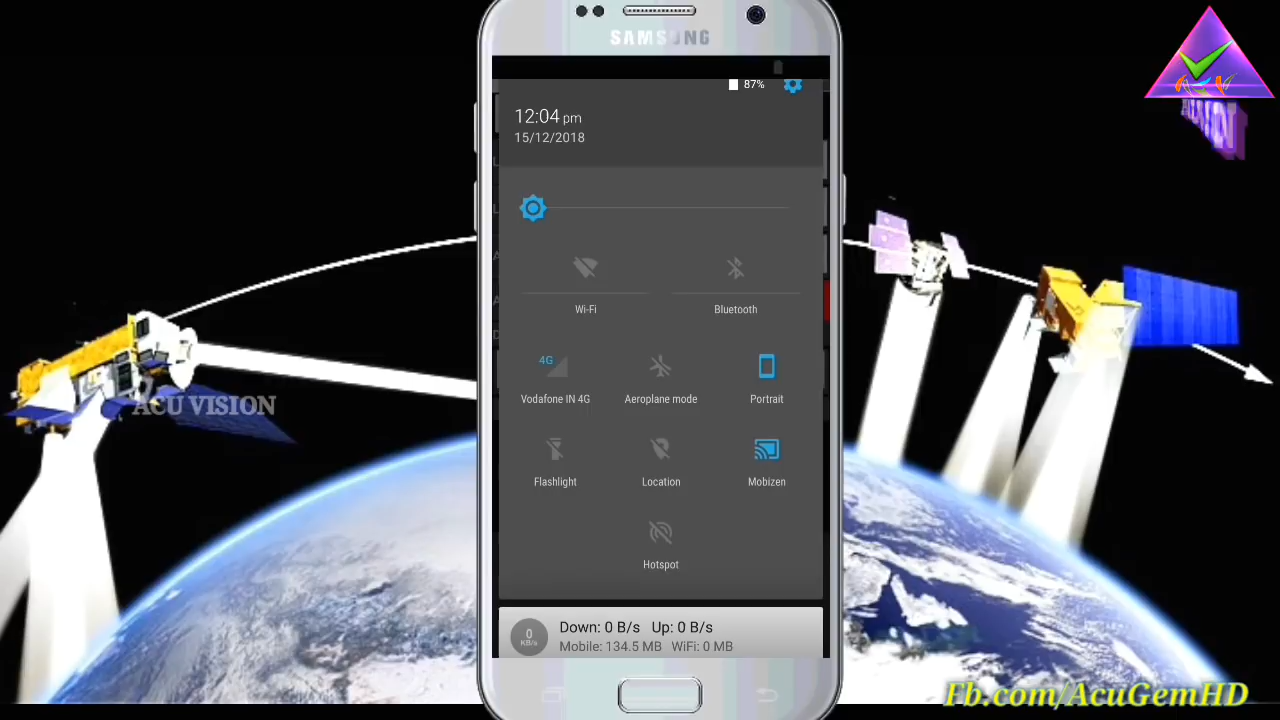 SAMSUNG
87%
12:04 pm
15/12/2018
Wi-Fi
Bluetooth
4G
Vodafone IN 4G
Aeroplane mode
Portrait
Flashlight
Location
Mobizen
Hotspot
0
KB/s
Down: 0 B/s Up: 0 B/s
Mobile: 134.5 MB WiFi: 0 MB
ACU VISION
Fb.com/AcuGemHD